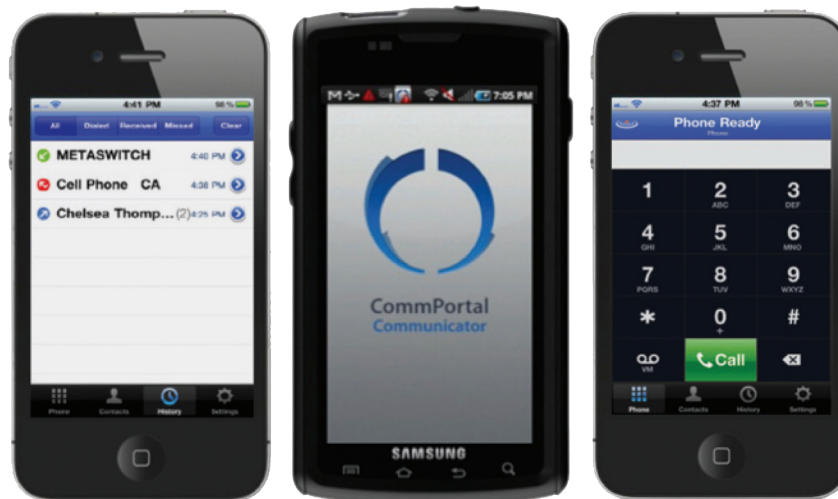 4:41 PM
98%
All Dialed Received Missed Clear
METASWITCH 4:40 PM
Cell Phone CA 4:38 PM
Chelsea Thomp... (2) 4:25 PM
Phone Contacts History Settings
7:05 PM
CommPortal
Communicator
SAMSUNG
4:37 PM
98%
Phone Ready
Phone
1 2 3
ABC DEF
4 5 6
GHI JKL MNO
7 8 9
PQRS TUV WXYZ
* 0 #
+
VM
Call
Phone Contacts History Settings